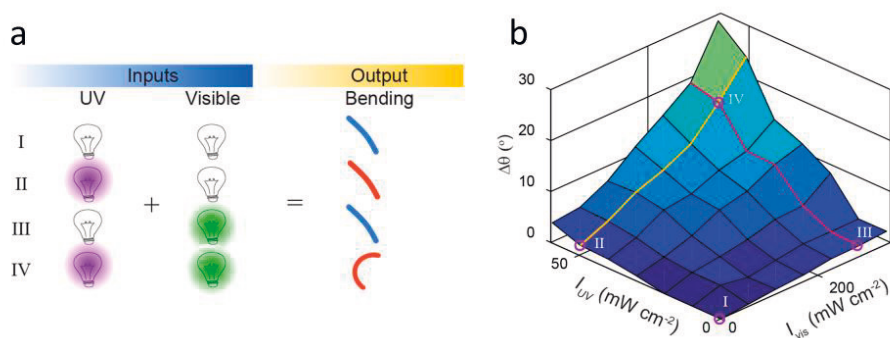 a
Inputs Output
UV Visible Bending
I
II
III
IV
+ =
b
30
20
10
0
Δθ (°)
IV
II
III
I
50
0 0
200
I_UV (mW cm⁻²)
I_vis (mW cm⁻²)